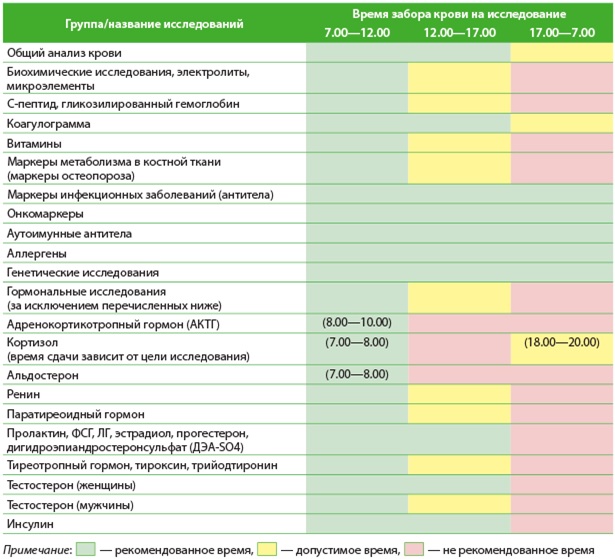 Группа/название исследований
Время забора крови на исследование
7.00—12.00 12.00—17.00 17.00—7.00
Общий анализ крови
Биохимические исследования, электролиты,
микроэлементы
С-пептид, гликозилированный гемоглобин
Коагулограмма
Витамины
Маркеры метаболизма в костной ткани
(маркеры остеопороза)
Маркеры инфекционных заболеваний (антитела)
Онкомаркеры
Аутоимунные антитела
Аллергены
Генетические исследования
Гормональные исследования
(за исключением перечисленных ниже)
Адренокортикотропный гормон (АКТГ) (8.00—10.00)
Кортизол (7.00—8.00) (18.00—20.00)
(время сдачи зависит от цели исследования)
Альдостерон (7.00—8.00)
Ренин
Паратиреоидный гормон
Пролактин, ФСГ, ЛГ, эстрадиол, прогестерон,
дигидроэпиандростеронсульфат (ДЭА-SO4)
Тиреотропный гормон, тироксин, трийодтиронин
Тестостерон (женщины)
Тестостерон (мужчины)
Инсулин
Примечание: — рекомендованное время, — допустимое время, — не рекомендованное время